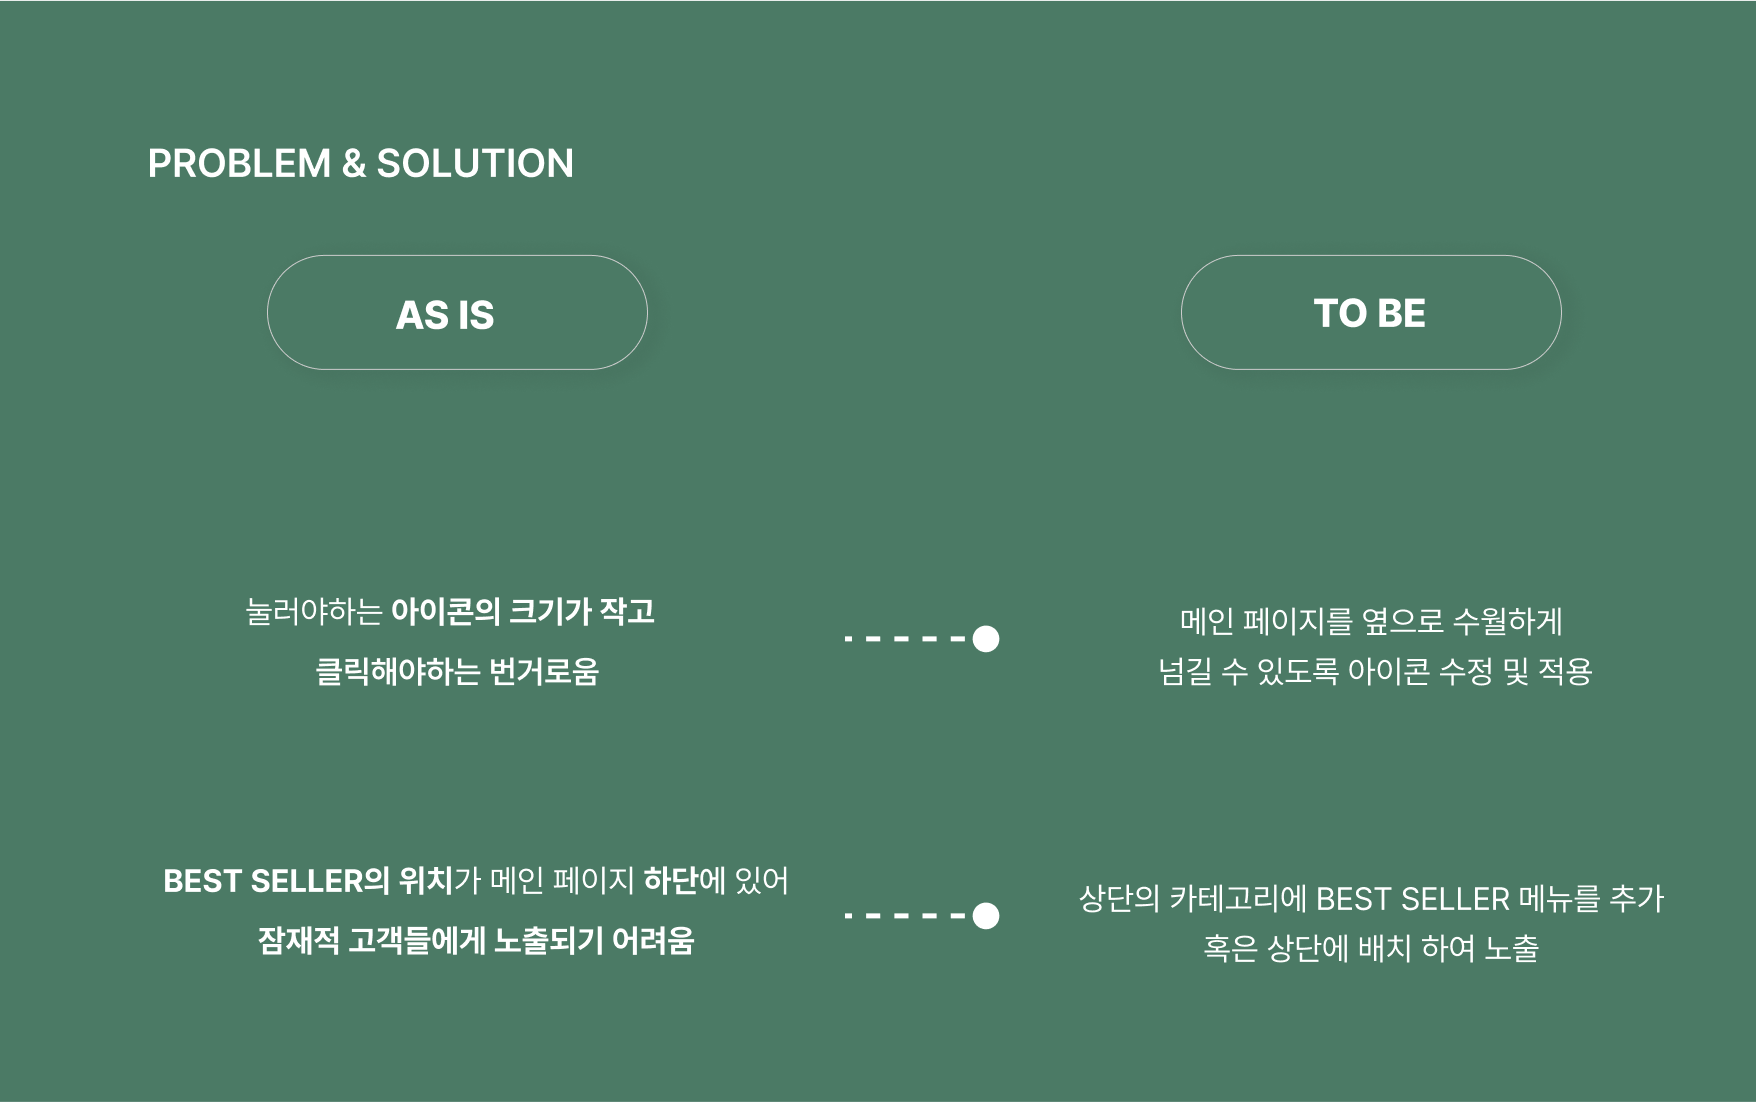 PROBLEM & SOLUTION
AS IS
TO BE
눌러야하는 아이콘의 크기가 작고
클릭해야하는 번거로움
메인 페이지를 옆으로 수월하게
넘길 수 있도록 아이콘 수정 및 적용
BEST SELLER의 위치가 메인 페이지 하단에 있어
잠재적 고객들에게 노출되기 어려움
상단의 카테고리에 BEST SELLER 메뉴를 추가
혹은 상단에 배치 하여 노출